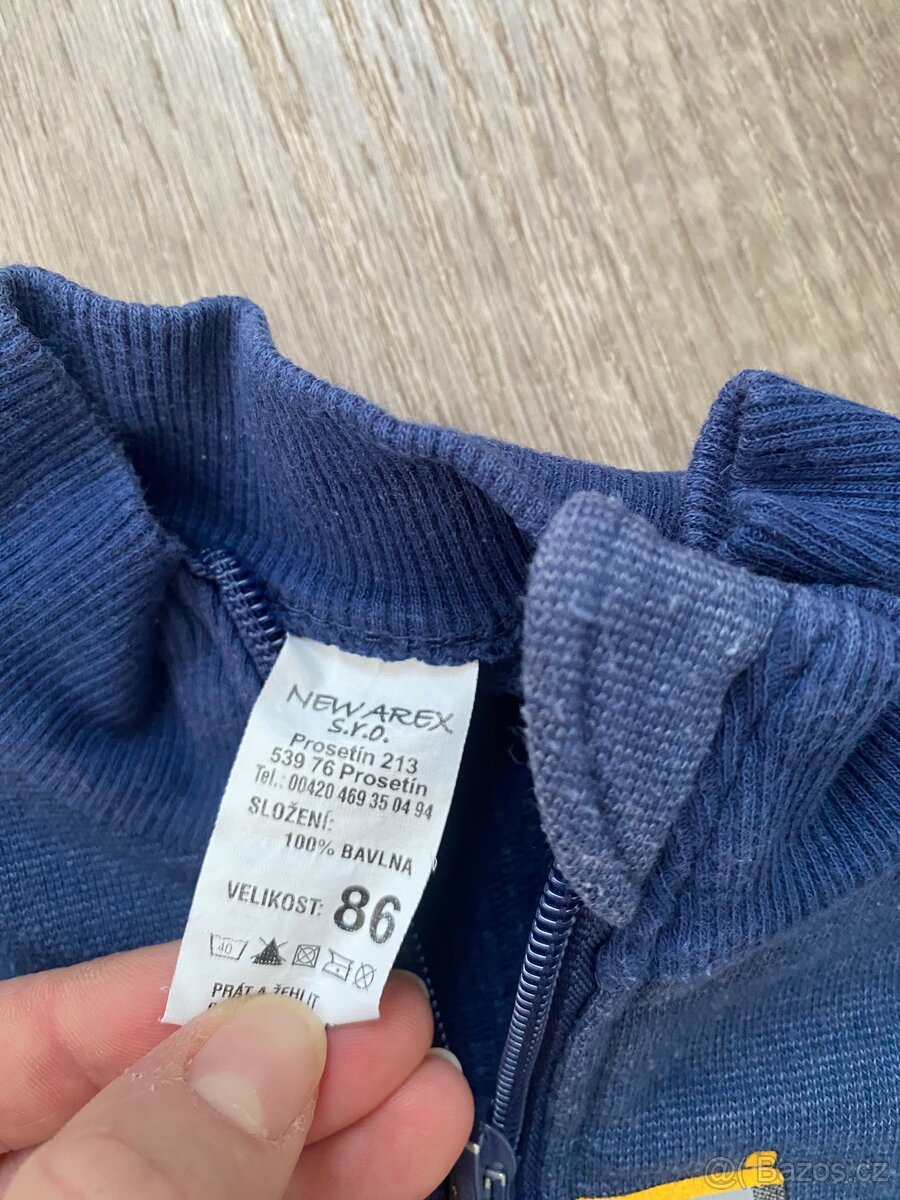 NEW AREX
s.r.o.
Prosetín 213
539 76 Prosetín
Tel.: 00420 469 35 04 94
SLOŽENÍ:
100% BAVLNA
VELIKOST: 86
40
PRÁT A ŽEHLIT
@ Bazos.cz